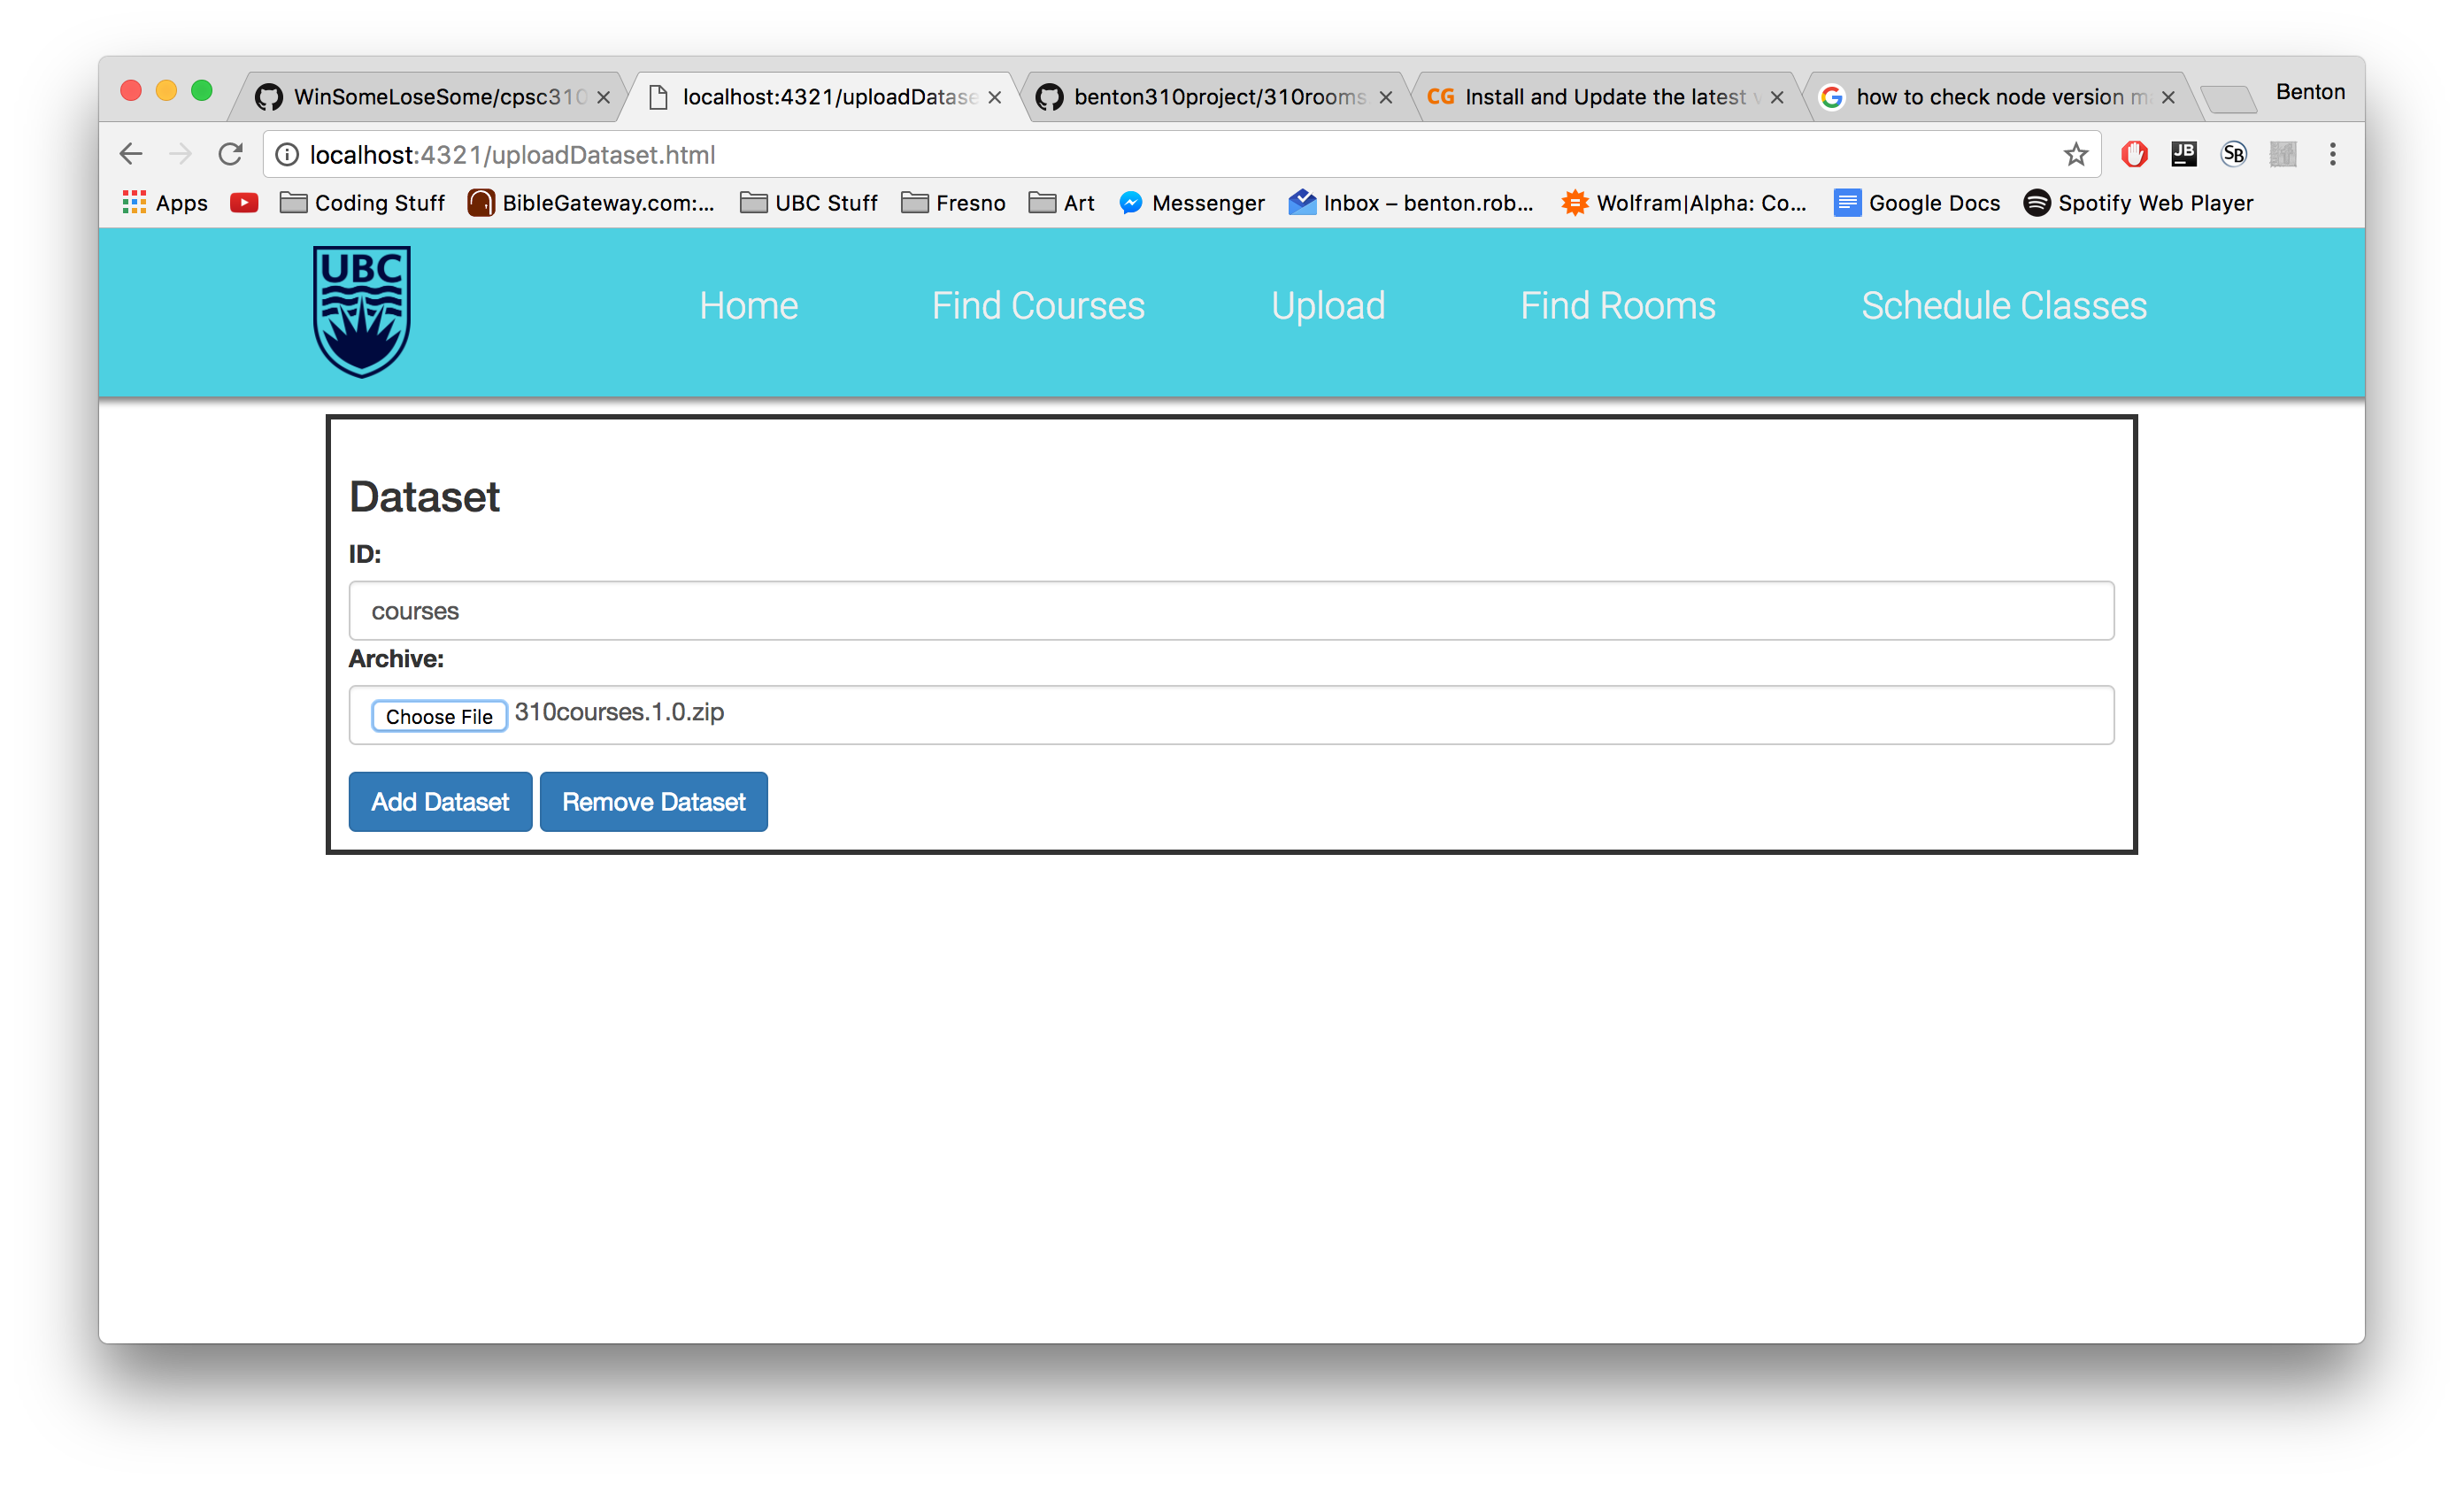 WinSomeLoseSome/cpsc310
localhost:4321/uploadDatase
benton310project/310rooms
CG Install and Update the latest v
how to check node version m
Benton
localhost:4321/uploadDataset.html
JB
SB
Apps
Coding Stuff
BibleGateway.com:...
UBC Stuff
Fresno
Art
Messenger
Inbox – benton.rob...
Wolfram|Alpha: Co...
Google Docs
Spotify Web Player
UBC
Home
Find Courses
Upload
Find Rooms
Schedule Classes
Dataset
ID:
courses
Archive:
Choose File 310courses.1.0.zip
Add Dataset
Remove Dataset